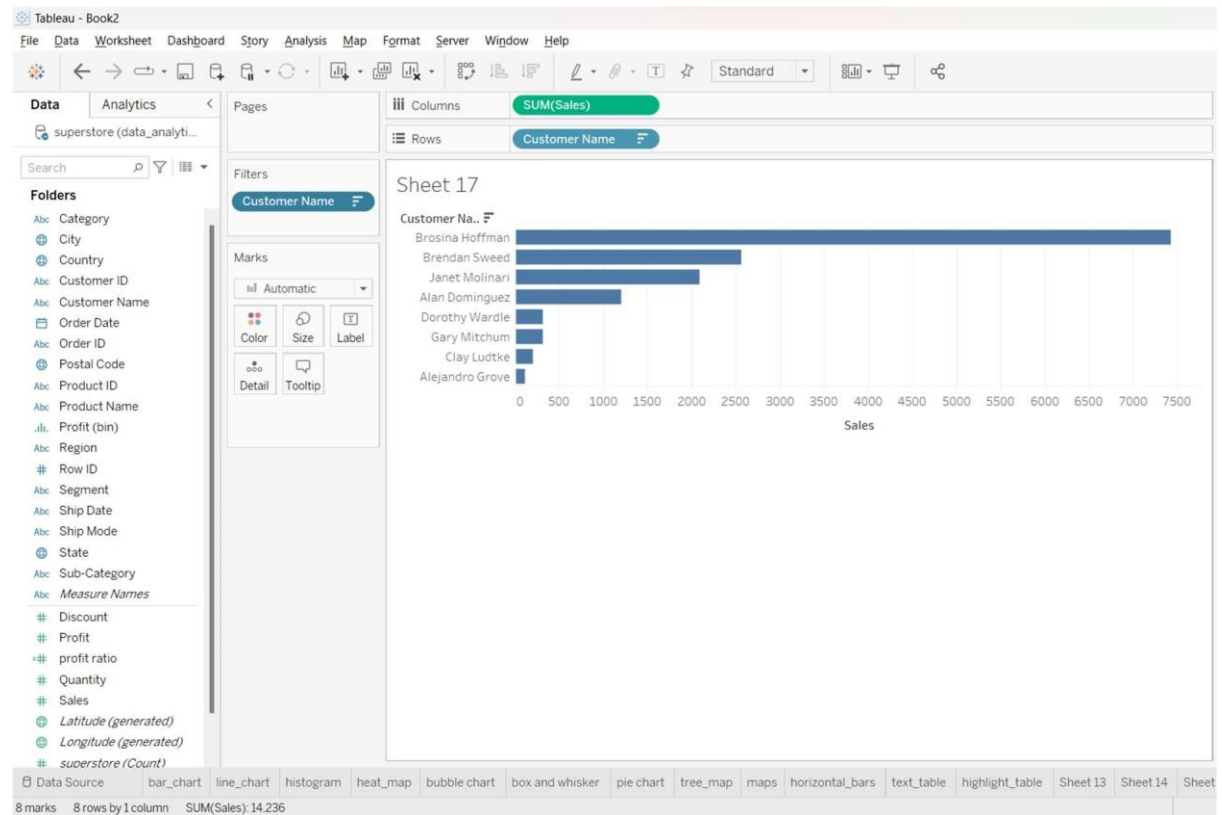 Tableau - Book2
File Data Worksheet Dashboard Story Analysis Map Format Server Window Help
Standard
Data Analytics
superstore (data_analyti...
Search
Folders
Abc Category
City
Country
Abc Customer ID
Abc Customer Name
Order Date
Abc Order ID
Postal Code
Abc Product ID
Abc Product Name
Profit (bin)
Abc Region
# Row ID
Abc Segment
Abc Ship Date
Abc Ship Mode
State
Abc Sub-Category
Abc Measure Names
# Discount
# Profit
=# profit ratio
# Quantity
# Sales
Latitude (generated)
Longitude (generated)
# superstore (Count)
Pages
Filters
Customer Name
Marks
Automatic
Color Size Label
Detail Tooltip
Columns SUM(Sales)
Rows Customer Name
Sheet 17
Customer Na..
Brosina Hoffman
Brendan Sweed
Janet Molinari
Alan Dominguez
Dorothy Wardle
Gary Mitchum
Clay Ludtke
Alejandro Grove
0 500 1000 1500 2000 2500 3000 3500 4000 4500 5000 5500 6000 6500 7000 7500
Sales
Data Source bar_chart line_chart histogram heat_map bubble chart box and whisker pie chart tree_map maps horizontal_bars text_table highlight_table Sheet 13 Sheet 14 Sheet
8 marks 8 rows by 1 column SUM(Sales): 14,236